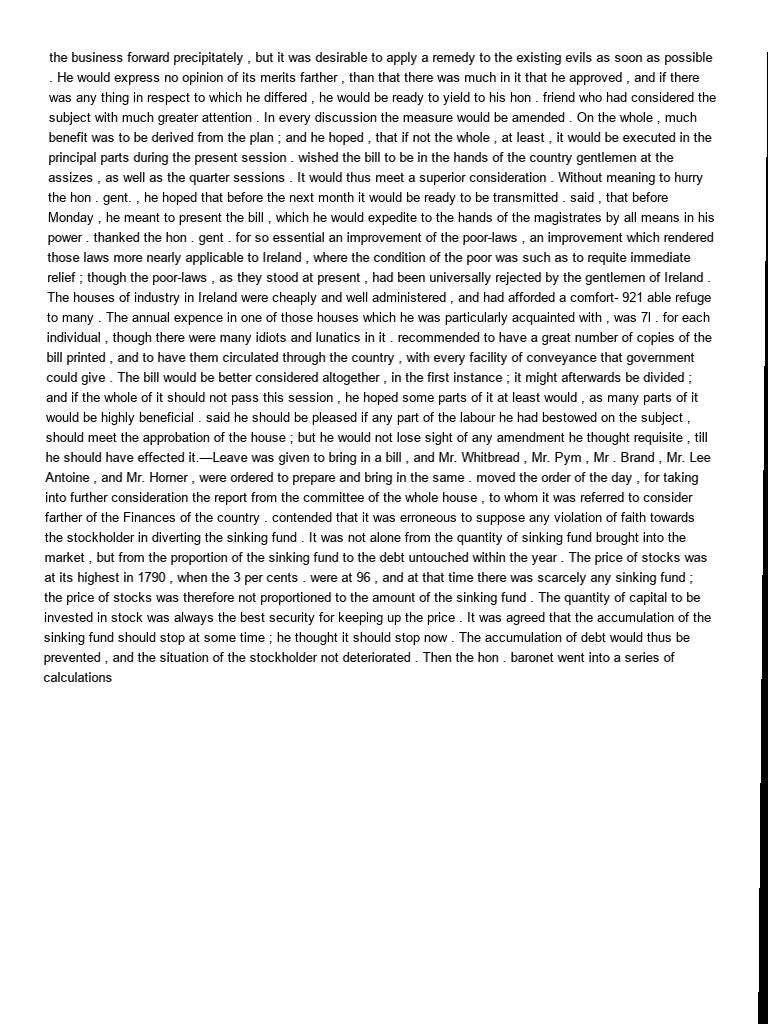 the business forward precipitately , but it was desirable to apply a remedy to the existing evils as soon as possible
. He would express no opinion of its merits farther , than that there was much in it that he approved , and if there
was any thing in respect to which he differed , he would be ready to yield to his hon . friend who had considered the
subject with much greater attention . In every discussion the measure would be amended . On the whole , much
benefit was to be derived from the plan ; and he hoped , that if not the whole , at least , it would be executed in the
principal parts during the present session . wished the bill to be in the hands of the country gentlemen at the
assizes , as well as the quarter sessions . It would thus meet a superior consideration . Without meaning to hurry
the hon . gent. , he hoped that before the next month it would be ready to be transmitted . said , that before
Monday , he meant to present the bill , which he would expedite to the hands of the magistrates by all means in his
power . thanked the hon . gent . for so essential an improvement of the poor-laws , an improvement which rendered
those laws more nearly applicable to Ireland , where the condition of the poor was such as to requite immediate
relief ; though the poor-laws , as they stood at present , had been universally rejected by the gentlemen of Ireland .
The houses of industry in Ireland were cheaply and well administered , and had afforded a comfort- 921 able refuge
to many . The annual expence in one of those houses which he was particularly acquainted with , was 7l . for each
individual , though there were many idiots and lunatics in it . recommended to have a great number of copies of the
bill printed , and to have them circulated through the country , with every facility of conveyance that government
could give . The bill would be better considered altogether , in the first instance ; it might afterwards be divided ;
and if the whole of it should not pass this session , he hoped some parts of it at least would , as many parts of it
would be highly beneficial . said he should be pleased if any part of the labour he had bestowed on the subject ,
should meet the approbation of the house ; but he would not lose sight of any amendment he thought requisite , till
he should have effected it.—Leave was given to bring in a bill , and Mr. Whitbread , Mr. Pym , Mr . Brand , Mr. Lee
Antoine , and Mr. Horner , were ordered to prepare and bring in the same . moved the order of the day , for taking
into further consideration the report from the committee of the whole house , to whom it was referred to consider
farther of the Finances of the country . contended that it was erroneous to suppose any violation of faith towards
the stockholder in diverting the sinking fund . It was not alone from the quantity of sinking fund brought into the
market , but from the proportion of the sinking fund to the debt untouched within the year . The price of stocks was
at its highest in 1790 , when the 3 per cents . were at 96 , and at that time there was scarcely any sinking fund ;
the price of stocks was therefore not proportioned to the amount of the sinking fund . The quantity of capital to be
invested in stock was always the best security for keeping up the price . It was agreed that the accumulation of the
sinking fund should stop at some time ; he thought it should stop now . The accumulation of debt would thus be
prevented , and the situation of the stockholder not deteriorated . Then the hon . baronet went into a series of
calculations